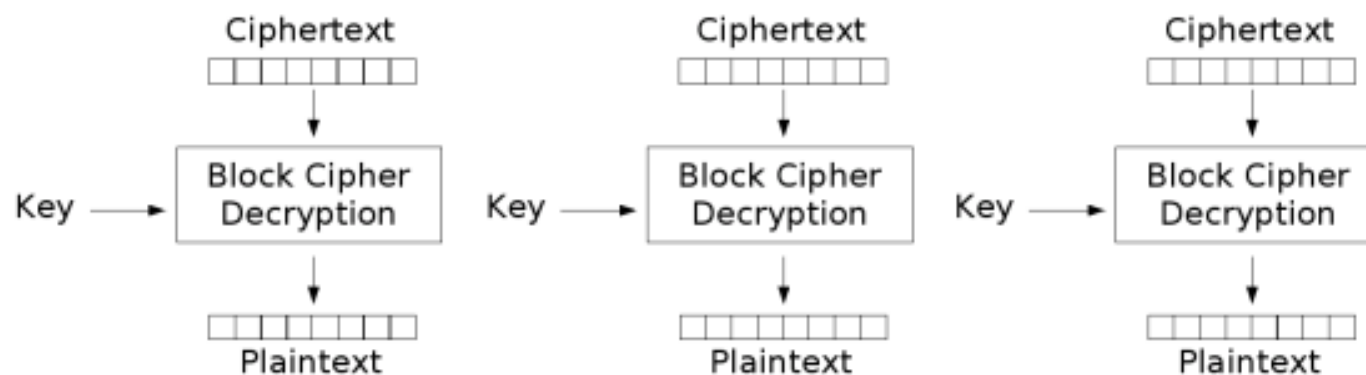 Ciphertext Ciphertext Ciphertext
Block Cipher Block Cipher Block Cipher
Key Decryption Key Decryption Key Decryption
Plaintext Plaintext Plaintext